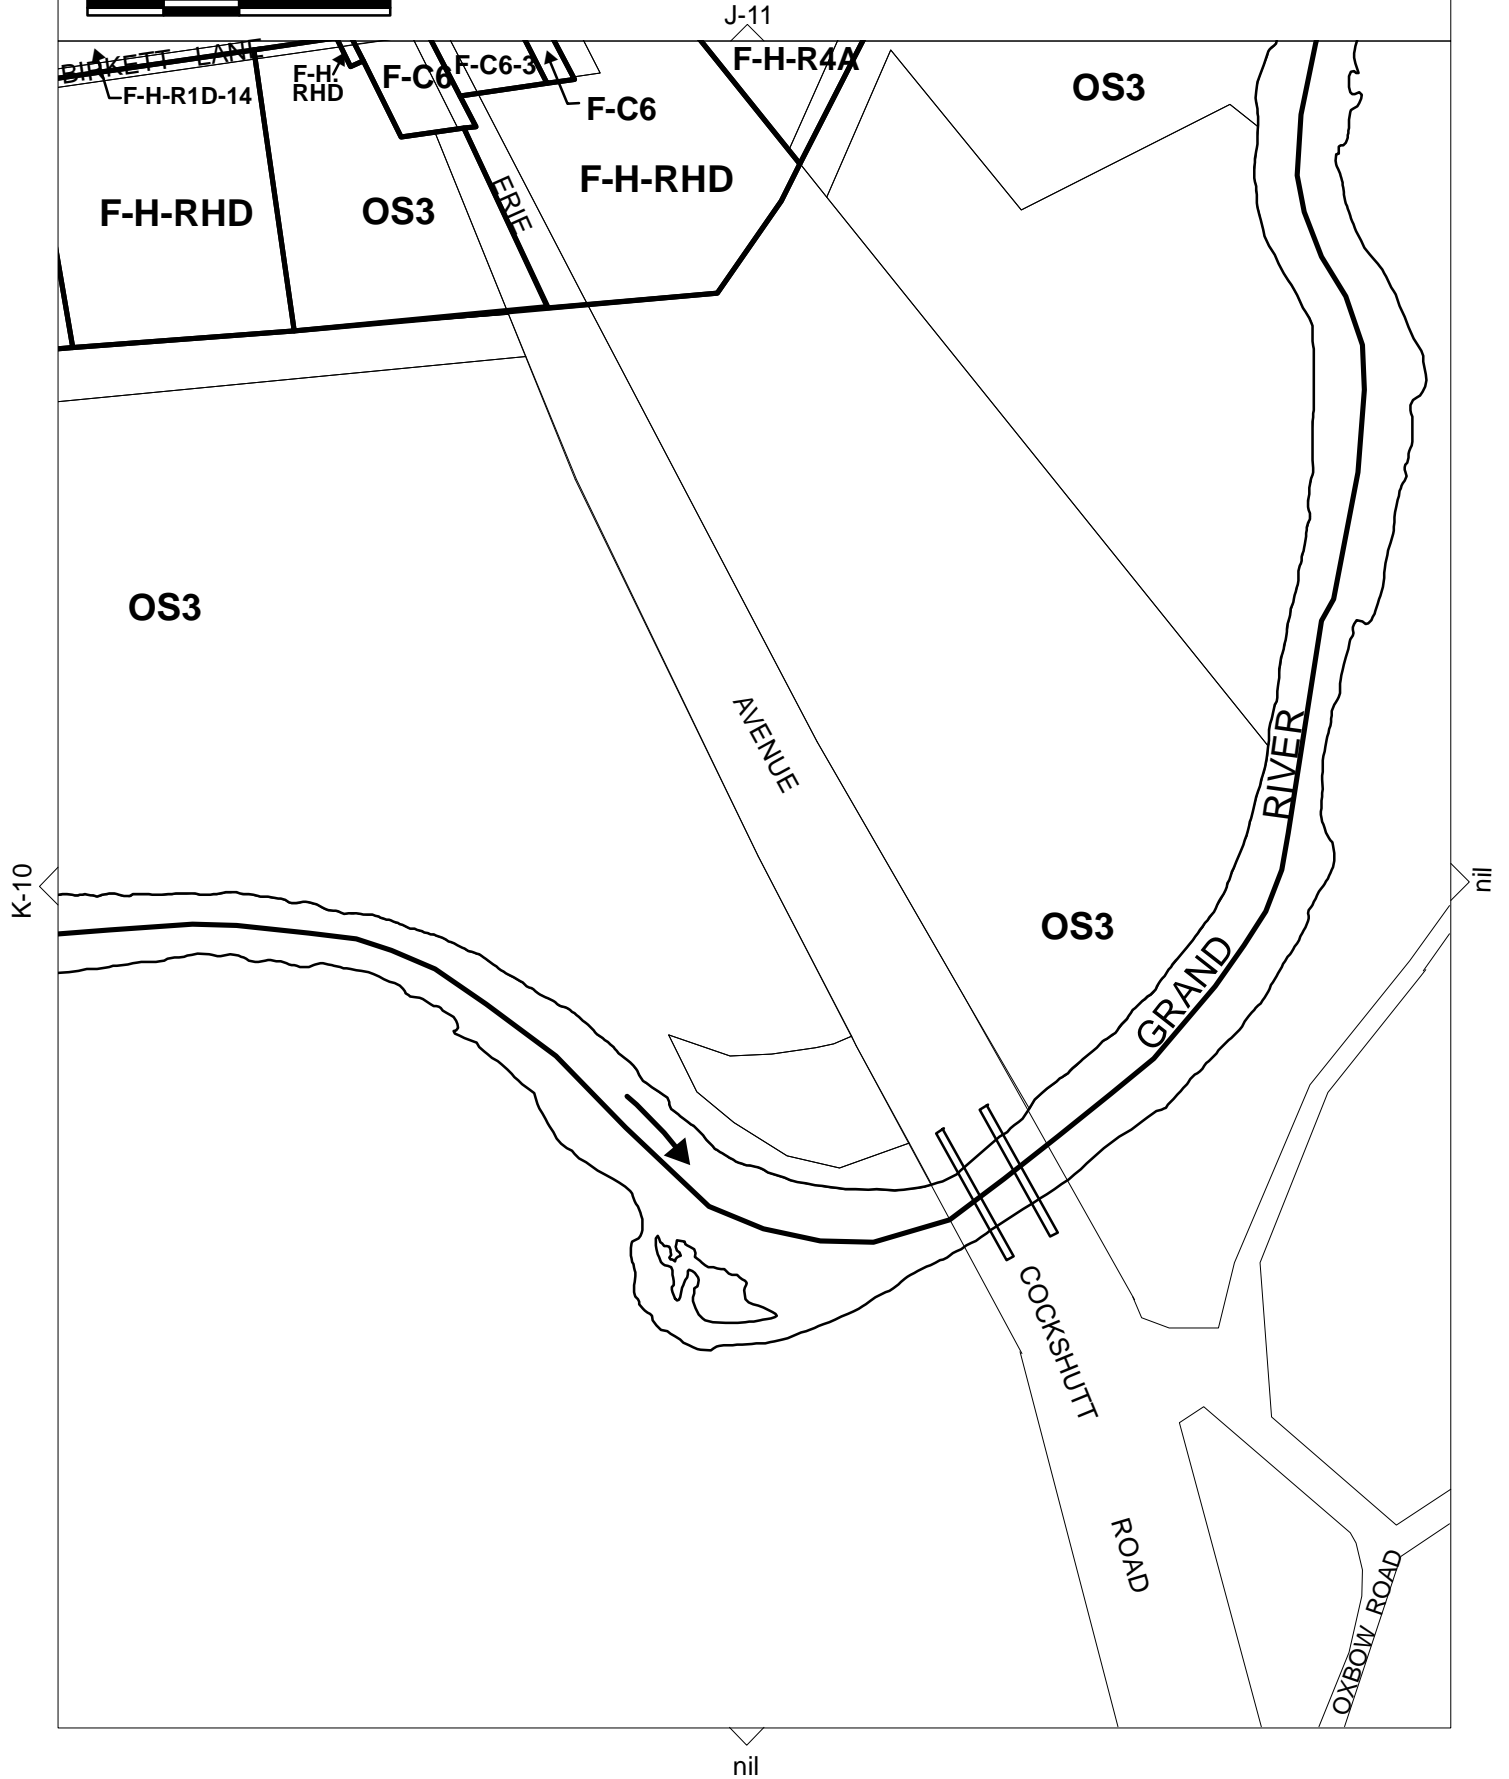 J-11
BIRKETT LANE
F-H-R1D-14
F-H.
RHD
F-C6
F-C6-3
F-C6
F-H-R4A
OS3
F-H-RHD
OS3
ERIE
F-H-RHD
OS3
AVENUE
RIVER
K-10
nil
OS3
GRAND
COCKSHUTT
ROAD
OXBOW ROAD
nil